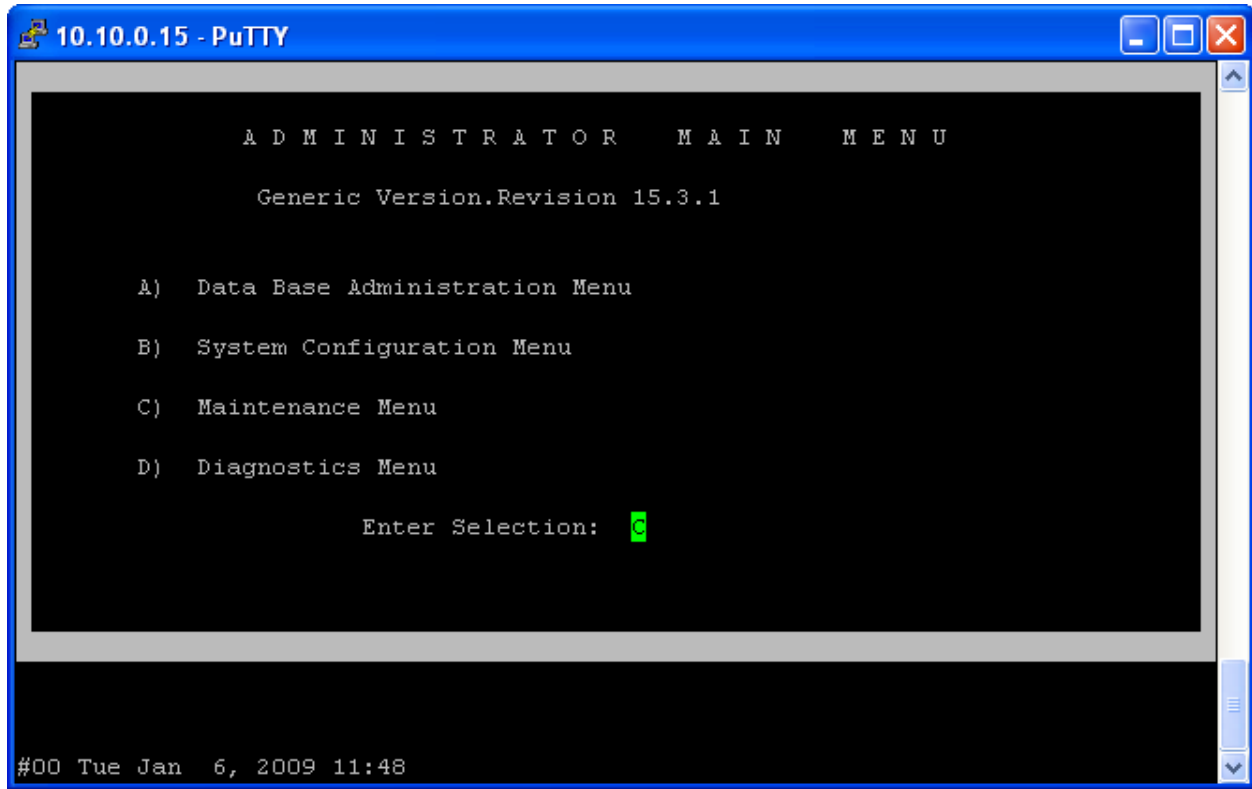 10.10.0.15 - PuTTY
A D M I N I S T R A T O R   M A I N   M E N U
Generic Version.Revision 15.3.1
A) Data Base Administration Menu
B) System Configuration Menu
C) Maintenance Menu
D) Diagnostics Menu
Enter Selection: C
#00 Tue Jan  6, 2009 11:48